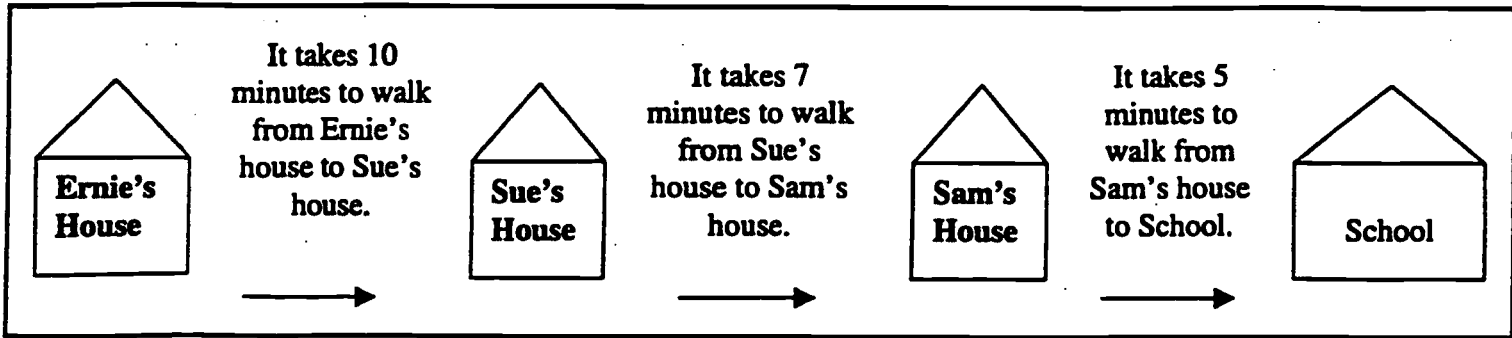 It takes 10
minutes to walk
from Ernie's
house to Sue's
house.
It takes 7
minutes to walk
from Sue's
house to Sam's
house.
It takes 5
minutes to
walk from
Sam's house
to School.
Ernie's
House
Sue's
House
Sam's
House
School